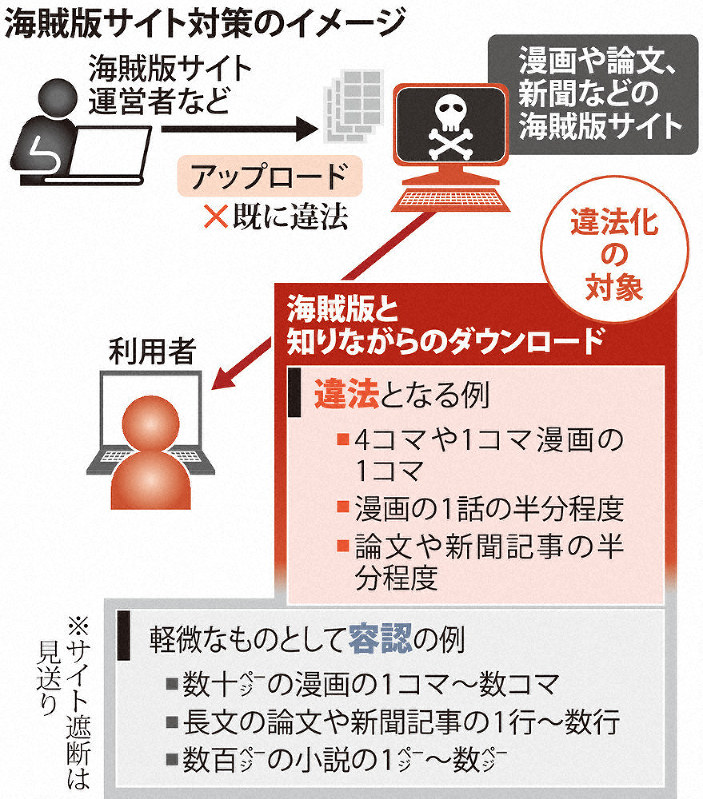 海賊版サイト対策のイメージ
海賊版サイト
運営者など
漫画や論文、
新聞などの
海賊版サイト
アップロード
×既に違法
違法化
の
対象
海賊版と
知りながらのダウンロード
利用者
違法となる例
■4コマや1コマ漫画の
1コマ
■漫画の1話の半分程度
■論文や新聞記事の半
分程度
軽微なものとして容認の例
■数十ページの漫画の1コマ〜数コマ
■長文の論文や新聞記事の1行〜数行
■数百ページの小説の1ページ〜数ページ
※サイト遮断は
見送り